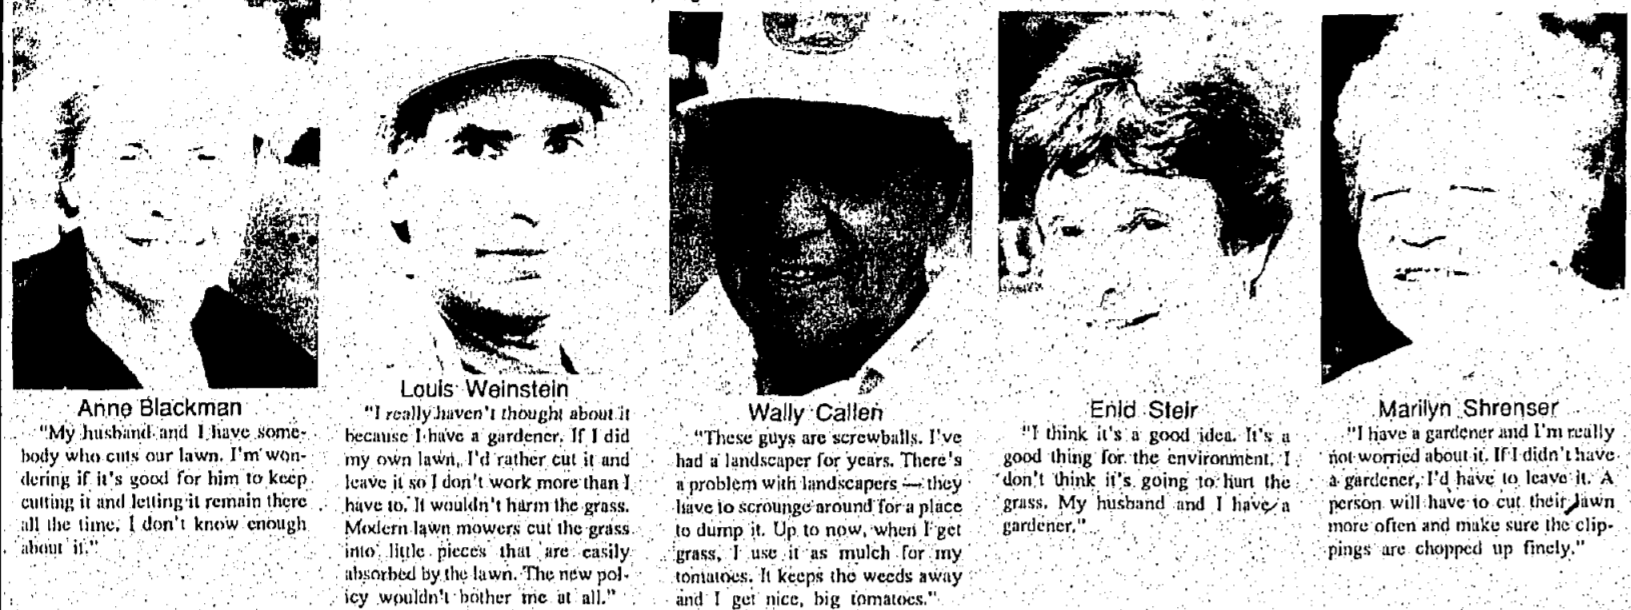 Anne Blackman
"My husband and I have some-
body who cuts our lawn. I'm won-
dering if it's good for him to keep
cutting it and letting it remain there
all the time. I don't know enough
about it."
Louis Weinstein
"I really haven't thought about it
because I have a gardener. If I did
my own lawn, I'd rather cut it and
leave it so I don't work more than I
have to. It wouldn't harm the grass.
Modern lawn mowers cut the grass
into little pieces that are easily
absorbed by the lawn. The new pol-
icy wouldn't bother me at all."
Wally Callen
"These guys are screwballs. I've
had a landscaper for years. There's
a problem with landscapers — they
have to scrounge around for a place
to dump it. Up to now, when I get
grass, I use it as mulch for my
tomatoes. It keeps the weeds away
and I get nice, big tomatoes."
Enid Steir
"I think it's a good idea. It's a
good thing for the environment. I
don't think it's going to hurt the
grass. My husband and I have a
gardener."
Marilyn Shrenser
"I have a gardener and I'm really
not worried about it. If I didn't have
a gardener, I'd have to leave it. A
person will have to cut their lawn
more often and make sure the clip-
pings are chopped up finely."